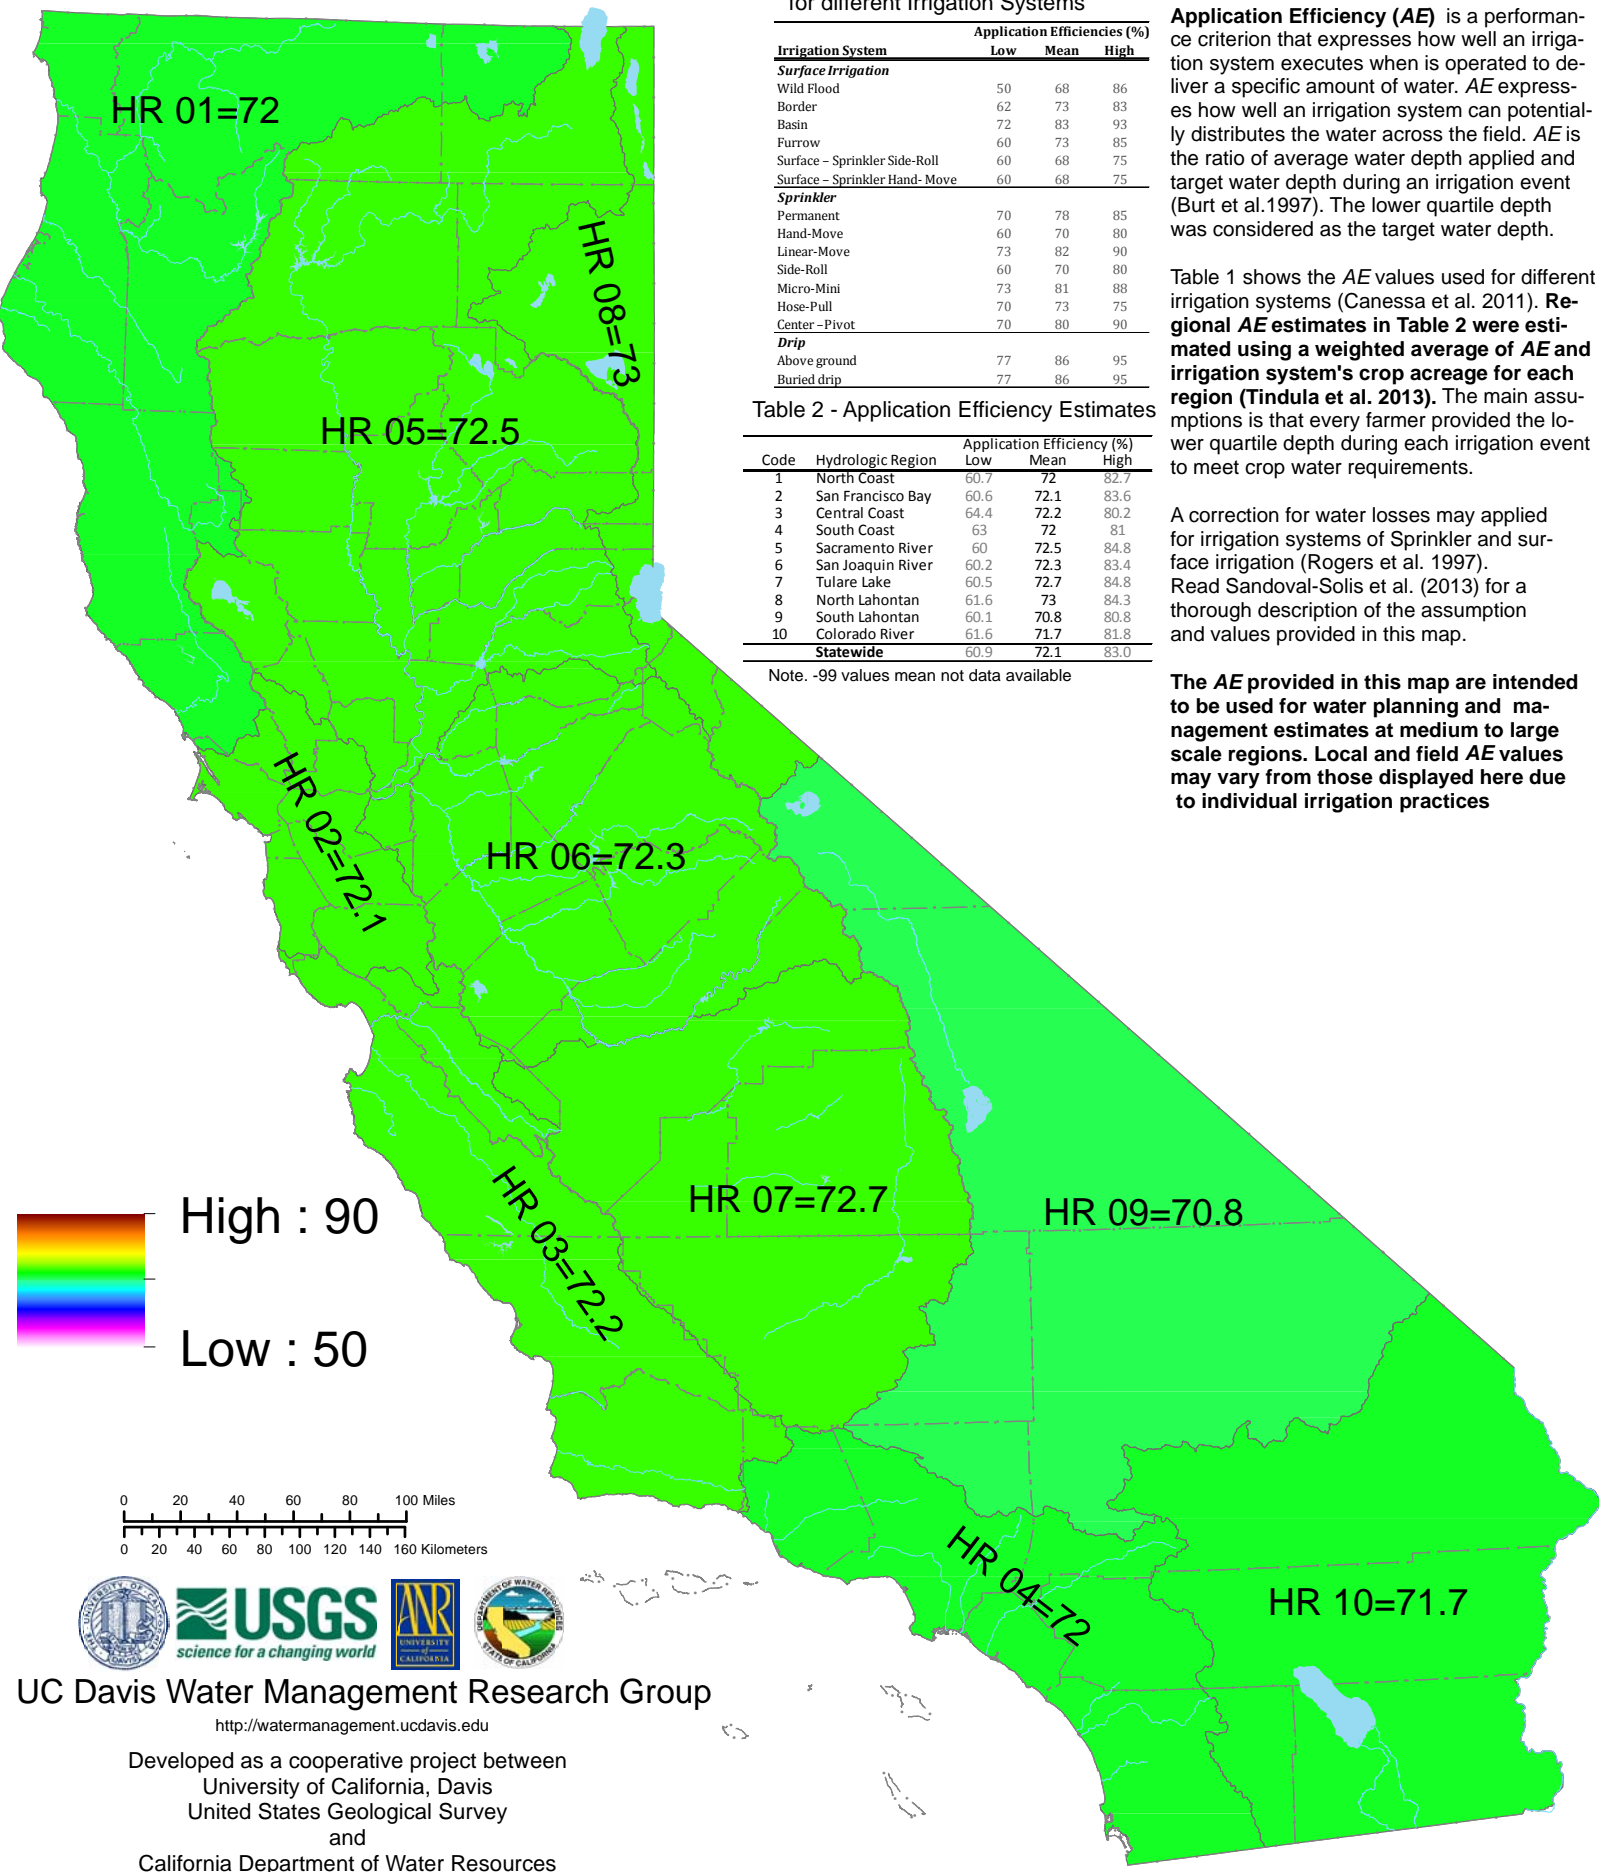 for different Irrigation Systems
Application Efficiencies (%)
Irrigation System Low Mean High
Surface Irrigation
Wild Flood 50 68 86
Border 62 73 83
Basin 72 83 93
Furrow 60 73 85
Surface – Sprinkler Side-Roll 60 68 75
Surface – Sprinkler Hand- Move 60 68 75
Sprinkler
Permanent 70 78 85
Hand-Move 60 70 80
Linear-Move 73 82 90
Side-Roll 60 70 80
Micro-Mini 73 81 88
Hose-Pull 70 73 75
Center –Pivot 70 80 90
Drip
Above ground 77 86 95
Buried drip 77 86 95
Table 2 - Application Efficiency Estimates
Application Efficiency (%)
Code Hydrologic Region Low Mean High
1 North Coast 60.7 72 82.7
2 San Francisco Bay 60.6 72.1 83.6
3 Central Coast 64.4 72.2 80.2
4 South Coast 63 72 81
5 Sacramento River 60 72.5 84.8
6 San Joaquin River 60.2 72.3 83.4
7 Tulare Lake 60.5 72.7 84.8
8 North Lahontan 61.6 73 84.3
9 South Lahontan 60.1 70.8 80.8
10 Colorado River 61.6 71.7 81.8
Statewide 60.9 72.1 83.0
Note. -99 values mean not data available
Application Efficiency (AE) is a performan-
ce criterion that expresses how well an irriga-
tion system executes when is operated to de-
liver a specific amount of water. AE express-
es how well an irrigation system can potential-
ly distributes the water across the field. AE is
the ratio of average water depth applied and
target water depth during an irrigation event
(Burt et al.1997). The lower quartile depth
was considered as the target water depth.
Table 1 shows the AE values used for different
irrigation systems (Canessa et al. 2011). Re-
gional AE estimates in Table 2 were esti-
mated using a weighted average of AE and
irrigation system's crop acreage for each
region (Tindula et al. 2013). The main assu-
mptions is that every farmer provided the lo-
wer quartile depth during each irrigation event
to meet crop water requirements.
A correction for water losses may applied
for irrigation systems of Sprinkler and sur-
face irrigation (Rogers et al. 1997).
Read Sandoval-Solis et al. (2013) for a
thorough description of the assumption
and values provided in this map.
The AE provided in this map are intended
to be used for water planning and ma-
nagement estimates at medium to large
scale regions. Local and field AE values
may vary from those displayed here due
to individual irrigation practices
HR 01=72
HR 08=73
HR 05=72.5
HR 02=72.1
HR 06=72.3
HR 03=72.2
HR 07=72.7
HR 09=70.8
HR 04=72
HR 10=71.7
High : 90
Low : 50
0 20 40 60 80 100 Miles
0 20 40 60 80 100 120 140 160 Kilometers
USGS
science for a changing world
ANR
UNIVERSITY
of
CALIFORNIA
DEPARTMENT OF WATER RESOURCES
STATE OF CALIFORNIA
UC Davis Water Management Research Group
http://watermanagement.ucdavis.edu
Developed as a cooperative project between
University of California, Davis
United States Geological Survey
and
California Department of Water Resources